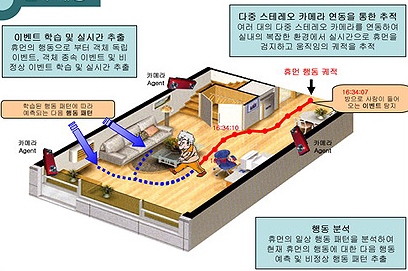 이벤트 학습 및 실시간 추출
휴먼의 행동으로 부터 객체 독립
이벤트, 객체 종속 이벤트 및 비
정상 이벤트 학습 및 실시간 추출
다중 스테레오 카메라 연동을 통한 추적
여러 대의 다중 스테레오 카메라를 연동하여
실내의 복잡한 환경에서 실시간으로 휴먼을
검지하고 움직임의 궤적을 추적
카메라
Agent
휴먼 행동 궤적
16:34:07
방으로 사람이 들어
오는 이벤트 탐지
학습된 행동 패턴에 따라
예측되는 다음 행동 패턴
16:34:10
카메라
Agent
카메라
Agent
행동 분석
휴먼의 일상 행동 패턴을 분석하여
현재 휴먼의 행동에 대한 다음 행동
예측 및 비정상 행동 패턴 추출